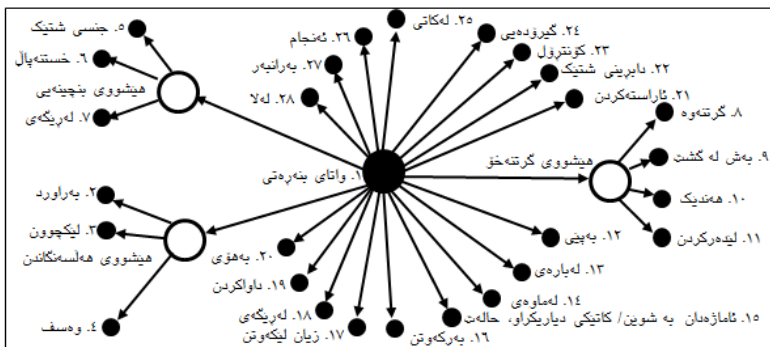 ١. واتای بنەڕەتی
هێشووی هەڵسەنگاندن
٢. بەراورد
٣. لێکچوون
٤. وەسف
هێشووی بنچینەیی
٥. جنسی شتێک
٦. خستنەپاڵ
٧. لەڕێگەی
هێشووی گرتنەخۆ
٨. گرتنەوە
٩. بەش لە گشت
١٠. هەندێک
١١. لێدەرکردن
١٢. بەپێی
١٣. لەبارەی
١٤. لەماوەی
١٥. ئاماژەدان بە شوێن/ کاتێکی دیاریکراو، حاڵەت
١٦. بەرکەوتن
١٧. زیان لێکەوتن
١٨. لەڕێگەی
١٩. داواکردن
٢٠. بەهۆی
٢١. ئاراستەکردن
٢٢. دابڕینی شتێک
٢٣. کۆنترۆڵ
٢٤. گیرۆدەیی
٢٥. لەکاتی
٢٦. ئەنجام
٢٧. بەرانبەر
٢٨. لەلا